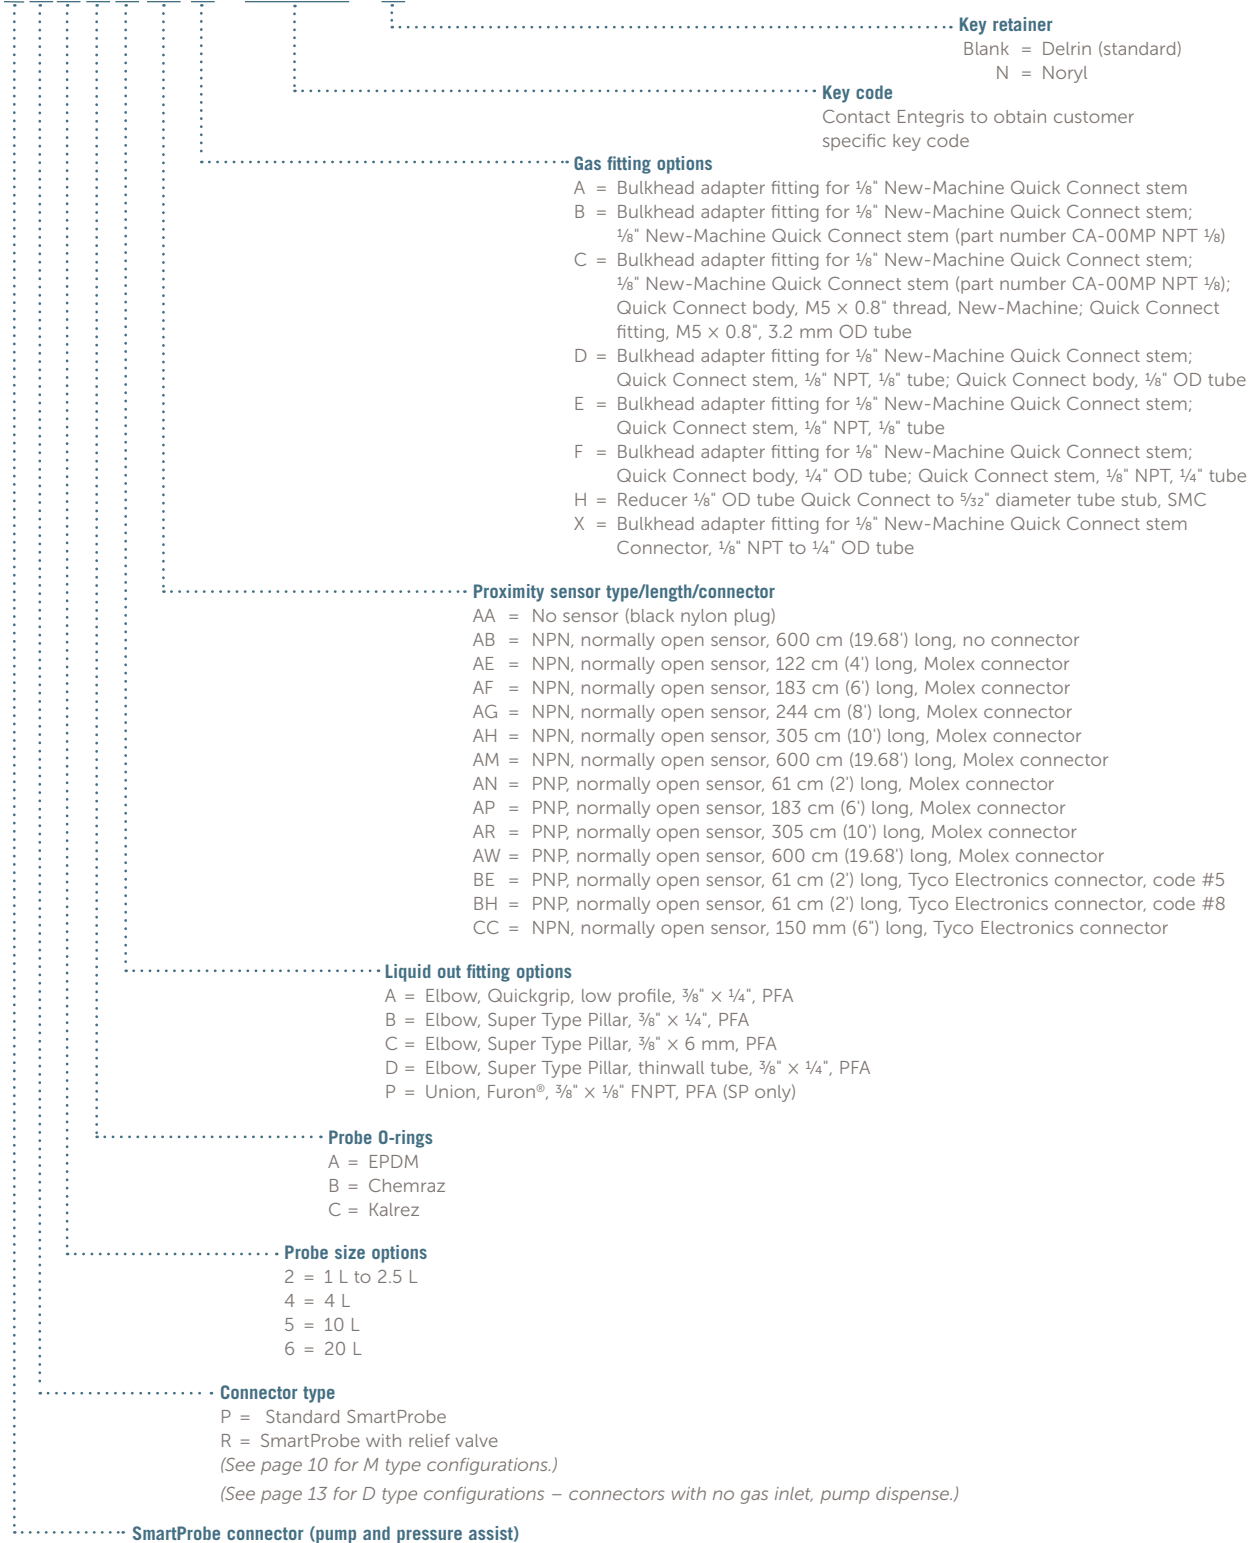 Key retainer
Blank = Delrin (standard)
N = Noryl
Key code
Contact Entegris to obtain customer
specific key code
Gas fitting options
A = Bulkhead adapter fitting for ⅛" New-Machine Quick Connect stem
B = Bulkhead adapter fitting for ⅛" New-Machine Quick Connect stem;
⅛" New-Machine Quick Connect stem (part number CA-00MP NPT ⅛)
C = Bulkhead adapter fitting for ⅛" New-Machine Quick Connect stem;
⅛" New-Machine Quick Connect stem (part number CA-00MP NPT ⅛);
Quick Connect body, M5 × 0.8" thread, New-Machine; Quick Connect
fitting, M5 × 0.8", 3.2 mm OD tube
D = Bulkhead adapter fitting for ⅛" New-Machine Quick Connect stem;
Quick Connect stem, ⅛" NPT, ⅛" tube; Quick Connect body, ⅛" OD tube
E = Bulkhead adapter fitting for ⅛" New-Machine Quick Connect stem;
Quick Connect stem, ⅛" NPT, ⅛" tube
F = Bulkhead adapter fitting for ⅛" New-Machine Quick Connect stem;
Quick Connect body, ¼" OD tube; Quick Connect stem, ⅛" NPT, ¼" tube
H = Reducer ⅛" OD tube Quick Connect to 5⁄32" diameter tube stub, SMC
X = Bulkhead adapter fitting for ⅛" New-Machine Quick Connect stem
Connector, ⅛" NPT to ¼" OD tube
Proximity sensor type/length/connector
AA = No sensor (black nylon plug)
AB = NPN, normally open sensor, 600 cm (19.68') long, no connector
AE = NPN, normally open sensor, 122 cm (4') long, Molex connector
AF = NPN, normally open sensor, 183 cm (6') long, Molex connector
AG = NPN, normally open sensor, 244 cm (8') long, Molex connector
AH = NPN, normally open sensor, 305 cm (10') long, Molex connector
AM = NPN, normally open sensor, 600 cm (19.68') long, Molex connector
AN = PNP, normally open sensor, 61 cm (2') long, Molex connector
AP = PNP, normally open sensor, 183 cm (6') long, Molex connector
AR = PNP, normally open sensor, 305 cm (10') long, Molex connector
AW = PNP, normally open sensor, 600 cm (19.68') long, Molex connector
BE = PNP, normally open sensor, 61 cm (2') long, Tyco Electronics connector, code #5
BH = PNP, normally open sensor, 61 cm (2') long, Tyco Electronics connector, code #8
CC = NPN, normally open sensor, 150 mm (6") long, Tyco Electronics connector
Liquid out fitting options
A = Elbow, Quickgrip, low profile, ⅜" × ¼", PFA
B = Elbow, Super Type Pillar, ⅜" × ¼", PFA
C = Elbow, Super Type Pillar, ⅜" × 6 mm, PFA
D = Elbow, Super Type Pillar, thinwall tube, ⅜" × ¼", PFA
P = Union, Furon®, ⅜" × ⅛" FNPT, PFA (SP only)
Probe O-rings
A = EPDM
B = Chemraz
C = Kalrez
Probe size options
2 = 1 L to 2.5 L
4 = 4 L
5 = 10 L
6 = 20 L
Connector type
P = Standard SmartProbe
R = SmartProbe with relief valve
(See page 10 for M type configurations.)
(See page 13 for D type configurations – connectors with no gas inlet, pump dispense.)
SmartProbe connector (pump and pressure assist)